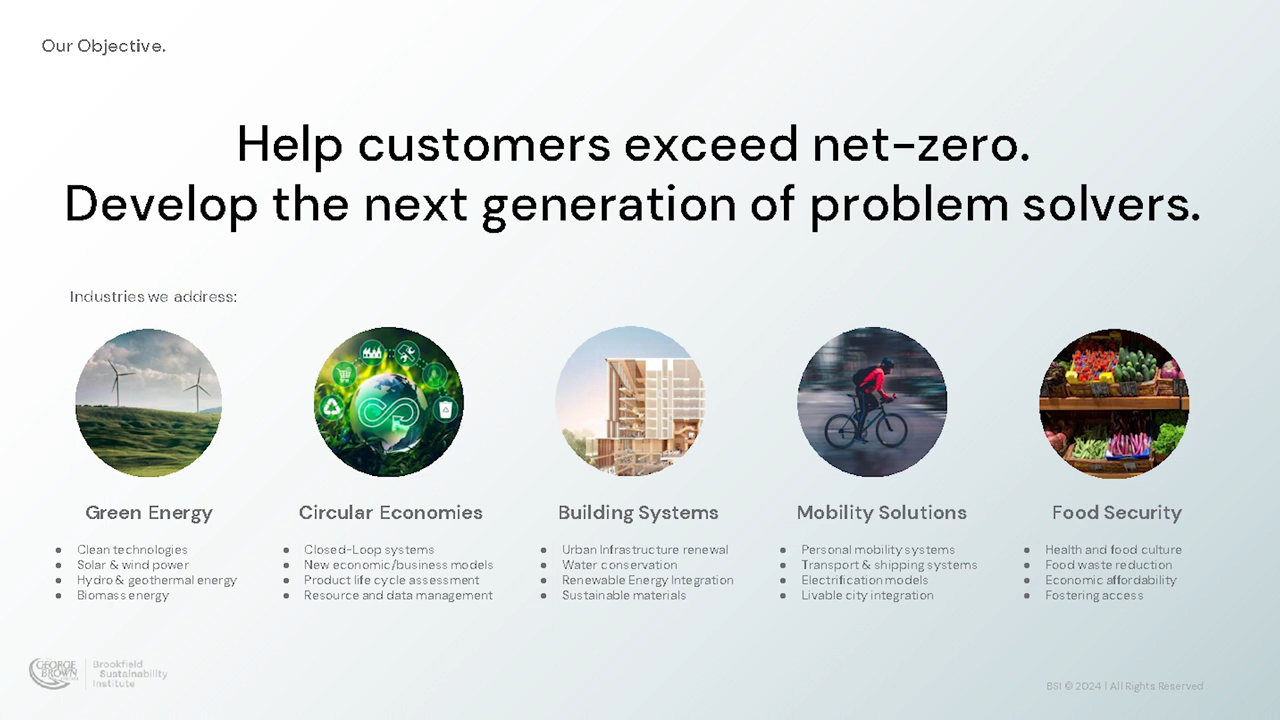 Our Objective.
Help customers exceed net-zero.
Develop the next generation of problem solvers.
Industries we address:
Green Energy
• Clean technologies
• Solar & wind power
• Hydro & geothermal energy
• Biomass energy
Circular Economies
• Closed-Loop systems
• New economic/business models
• Product life cycle assessment
• Resource and data management
Building Systems
• Urban Infrastructure renewal
• Water conservation
• Renewable Energy Integration
• Sustainable materials
Mobility Solutions
• Personal mobility systems
• Transport & shipping systems
• Electrification models
• Livable city integration
Food Security
• Health and food culture
• Food waste reduction
• Economic affordability
• Fostering access
GEORGE
BROWN
Brookfield
Sustainability
Institute
BSI © 2024 | All Rights Reserved